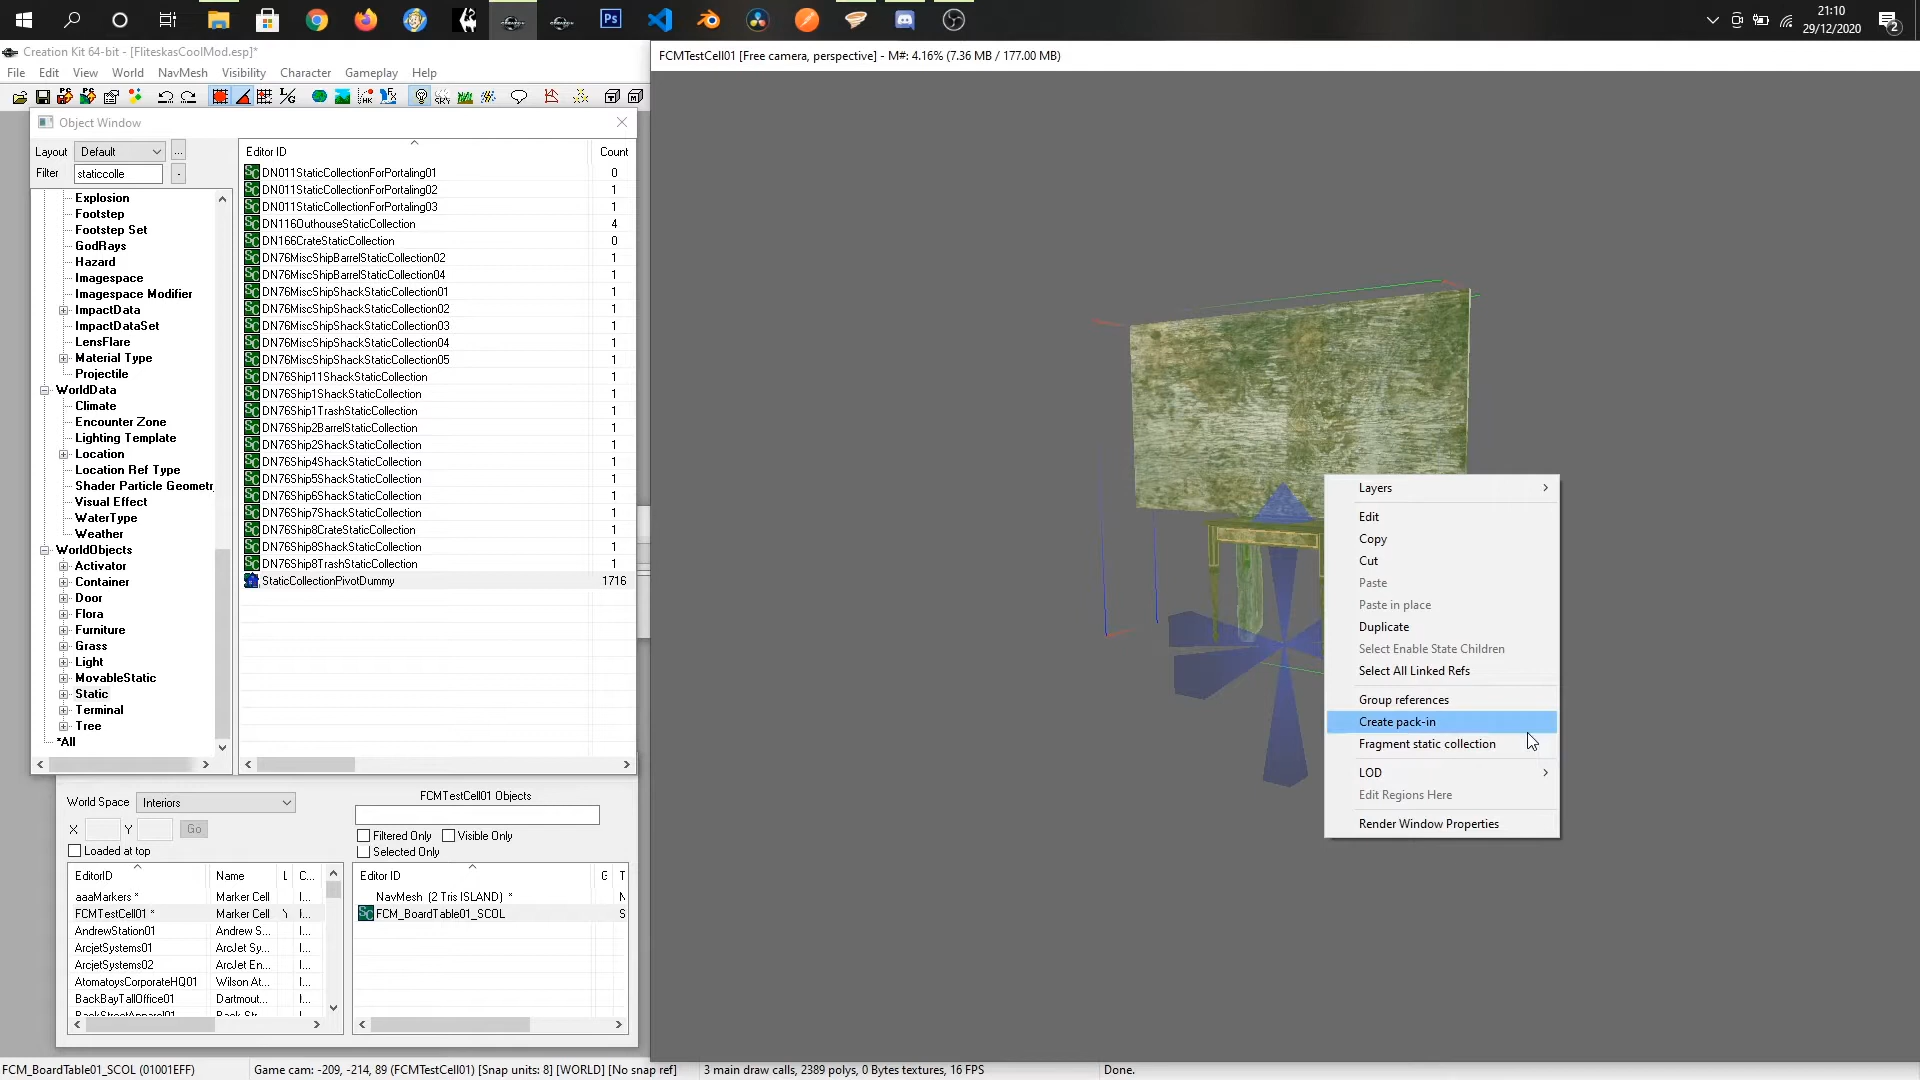 21:10
29/12/2020
2
Creation Kit 64-bit - [FliteskasCoolMod.esp]*
FCMTestCell01 [Free camera, perspective] - M#: 4.16% (7.36 MB / 177.00 MB)
File Edit View World NavMesh Visibility Character Gameplay Help
Object Window
Layout Default ...
Filter staticcolle -
Editor ID Count
Explosion
Footstep
Footstep Set
GodRays
Hazard
Imagespace
Imagespace Modifier
ImpactData
ImpactDataSet
LensFlare
Material Type
Projectile
WorldData
Climate
Encounter Zone
Lighting Template
Location
Location Ref Type
Shader Particle Geometr
Visual Effect
WaterType
Weather
WorldObjects
Activator
Container
Door
Flora
Furniture
Grass
Light
MovableStatic
Static
Terminal
Tree
*All
DN011StaticCollectionForPortaling01 0
DN011StaticCollectionForPortaling02 1
DN011StaticCollectionForPortaling03 1
DN116OuthouseStaticCollection 4
DN166CrateStaticCollection 0
DN76MiscShipBarrelStaticCollection02 1
DN76MiscShipBarrelStaticCollection04 1
DN76MiscShipShackStaticCollection01 1
DN76MiscShipShackStaticCollection02 1
DN76MiscShipShackStaticCollection03 1
DN76MiscShipShackStaticCollection04 1
DN76MiscShipShackStaticCollection05 1
DN76Ship11ShackStaticCollection 1
DN76Ship1ShackStaticCollection 1
DN76Ship1TrashStaticCollection 1
DN76Ship2BarrelStaticCollection 1
DN76Ship2ShackStaticCollection 1
DN76Ship4ShackStaticCollection 1
DN76Ship5ShackStaticCollection 1
DN76Ship6ShackStaticCollection 1
DN76Ship7ShackStaticCollection 1
DN76Ship8CrateStaticCollection 1
DN76Ship8ShackStaticCollection 1
DN76Ship8TrashStaticCollection 1
StaticCollectionPivotDummy 1716
Layers
Edit
Copy
Cut
Paste
Paste in place
Duplicate
Select Enable State Children
Select All Linked Refs
Group references
Create pack-in
Fragment static collection
LOD
Edit Regions Here
Render Window Properties
World Space Interiors
X Y Go
Loaded at top
EditorID Name L C...
aaaMarkers * Marker Cell I...
FCMTestCell01 * Marker Cell Y I...
AndrewStation01 Andrew S... I...
ArcjetSystems01 ArcJet Sy... I...
ArcjetSystems02 ArcJet En... I...
AtomatoysCorporateHQ01 Wilson At... I...
BackBayTallOffice01 Dartmout... I...
BackStreetApparel01 Back Str...
FCMTestCell01 Objects
Filtered Only Visible Only
Selected Only
Editor ID G T
NavMesh (2 Tris ISLAND) * N
FCM_BoardTable01_SCOL S
FCM_BoardTable01_SCOL (01001EFF) Game cam: -209, -214, 89 (FCMTestCell01) [Snap units: 8] [WORLD] [No snap ref] 3 main draw calls, 2389 polys, 0 Bytes textures, 16 FPS Done.